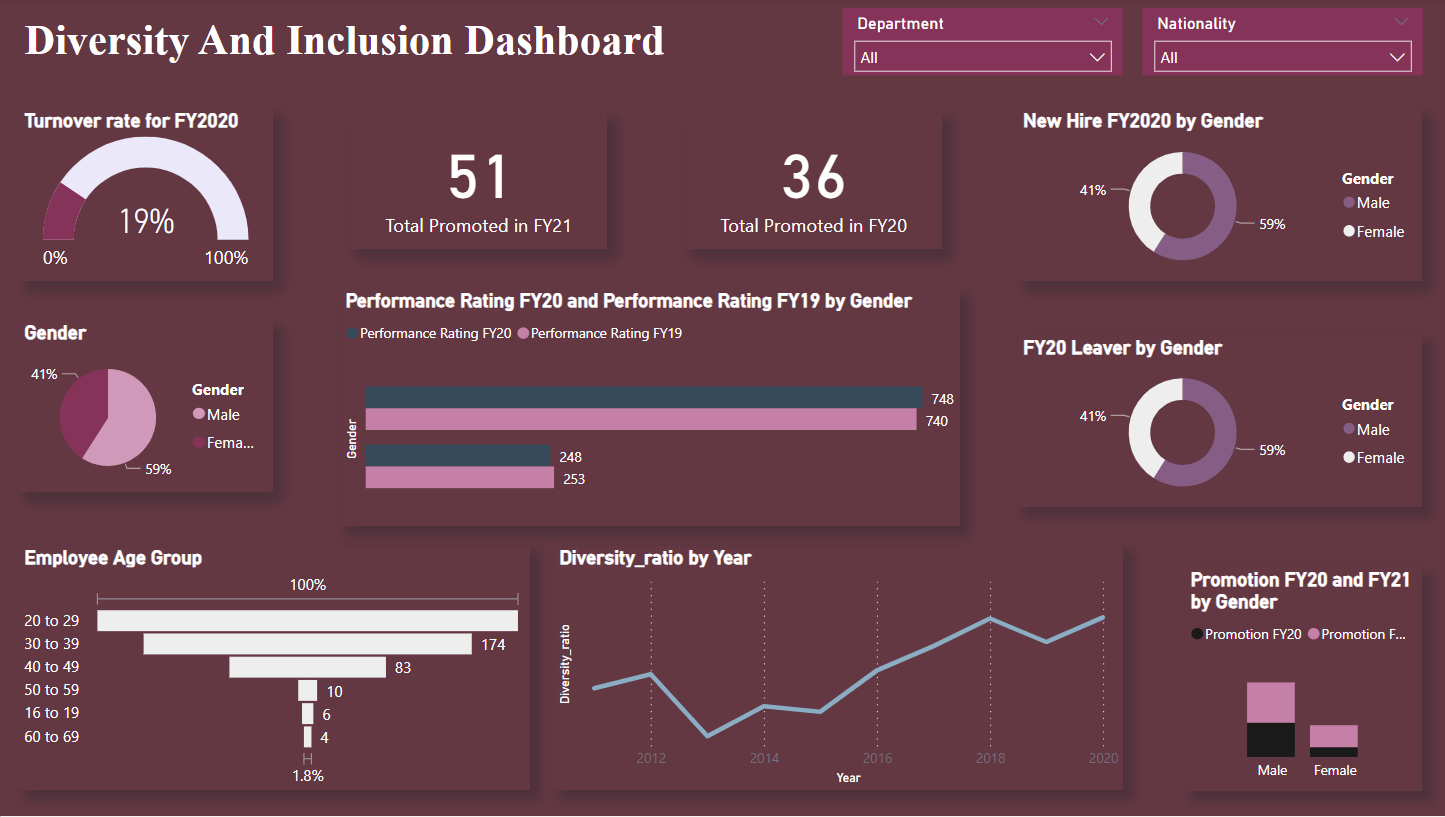 Diversity And Inclusion Dashboard
Department
All
Nationality
All
Turnover rate for FY2020
19%
0%
100%
51
Total Promoted in FY21
36
Total Promoted in FY20
New Hire FY2020 by Gender
41%
59%
Gender
Male
Female
Gender
41%
59%
Gender
Male
Fema...
Performance Rating FY20 and Performance Rating FY19 by Gender
Performance Rating FY20 Performance Rating FY19
Gender
748
740
248
253
FY20 Leaver by Gender
41%
59%
Gender
Male
Female
Employee Age Group
100%
20 to 29
30 to 39 174
40 to 49 83
50 to 59 10
16 to 19 6
60 to 69 4
1.8%
Diversity_ratio by Year
Diversity_ratio
2012 2014 2016 2018 2020
Year
Promotion FY20 and FY21
by Gender
Promotion FY20 Promotion F...
Male Female